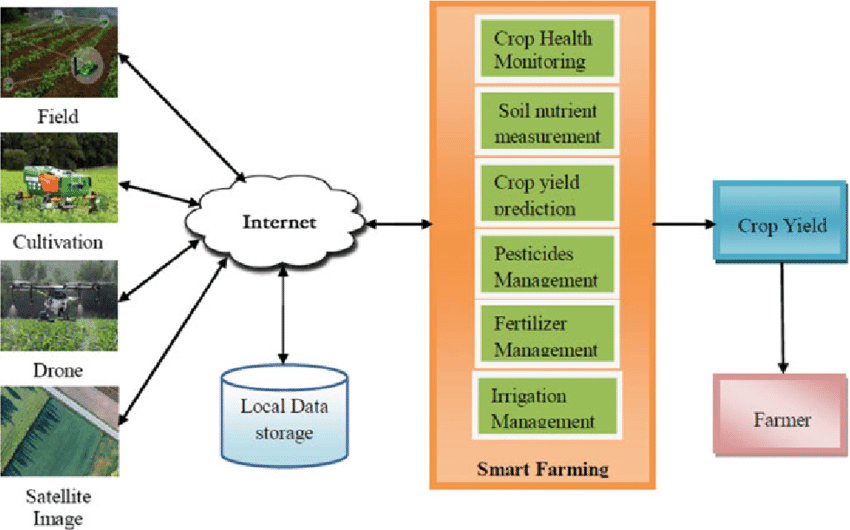 Field
Cultivation
Drone
Satellite
Image
Internet
Local Data
storage
Crop Health
Monitoring
Soil nutrient
measurement
Crop yield
prediction
Pesticides
Management
Fertilizer
Management
Irrigation
Management
Smart Farming
Crop Yield
Farmer